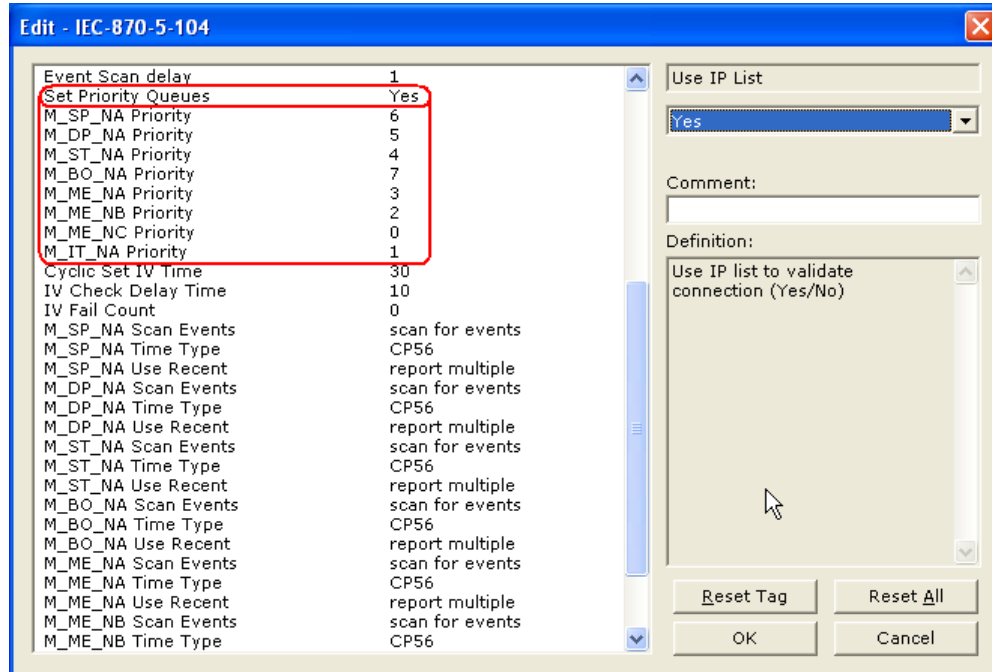 Edit - IEC-870-5-104
Event Scan delay 1
Set Priority Queues Yes
M_SP_NA Priority 6
M_DP_NA Priority 5
M_ST_NA Priority 4
M_BO_NA Priority 7
M_ME_NA Priority 3
M_ME_NB Priority 2
M_ME_NC Priority 0
M_IT_NA Priority 1
Cyclic Set IV Time 30
IV Check Delay Time 10
IV Fail Count 0
M_SP_NA Scan Events scan for events
M_SP_NA Time Type CP56
M_SP_NA Use Recent report multiple
M_DP_NA Scan Events scan for events
M_DP_NA Time Type CP56
M_DP_NA Use Recent report multiple
M_ST_NA Scan Events scan for events
M_ST_NA Time Type CP56
M_ST_NA Use Recent report multiple
M_BO_NA Scan Events scan for events
M_BO_NA Time Type CP56
M_BO_NA Use Recent report multiple
M_ME_NA Scan Events scan for events
M_ME_NA Time Type CP56
M_ME_NA Use Recent report multiple
M_ME_NB Scan Events scan for events
M_ME_NB Time Type CP56
Use IP List
Yes
Comment:
Definition:
Use IP list to validate
connection (Yes/No)
Reset Tag Reset All
OK Cancel